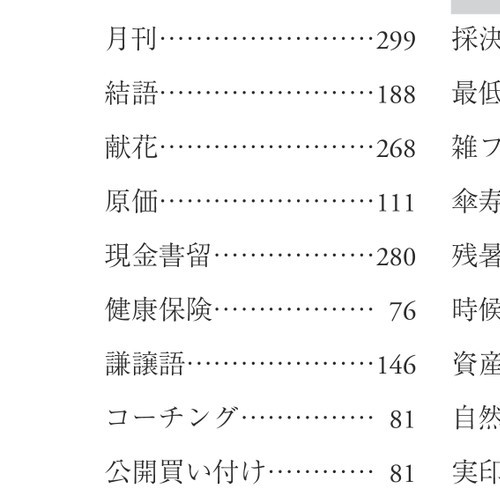 月刊……………………299
結語……………………188
献花……………………268
原価……………………111
現金書留………………280
健康保険……………… 76
謙譲語…………………146
コーチング…………… 81
公開買い付け………… 81
採決
最低
雑フ
傘寿
残暑
時候
資産
自然
実印